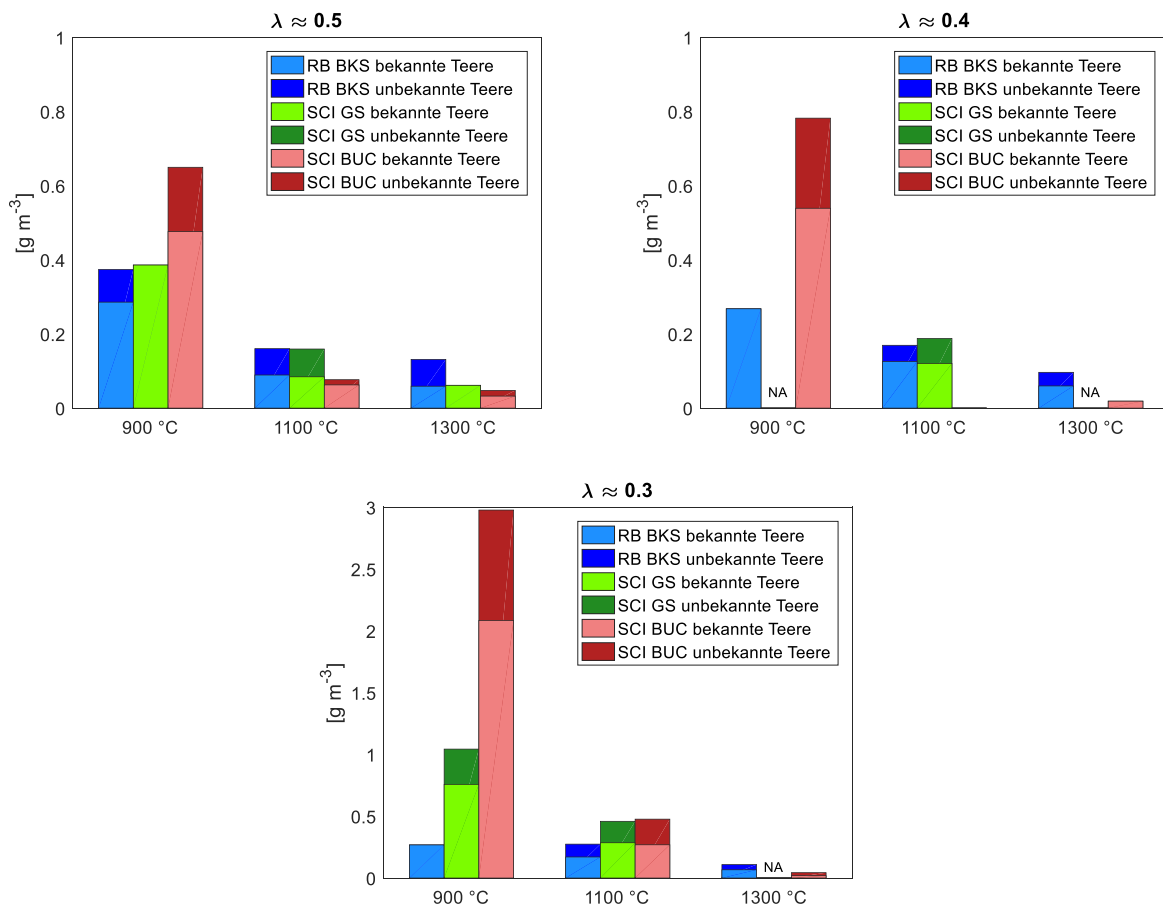 λ ≈ 0.5
1
0.8
0.6
0.4
0.2
0
[g m-3]
RB BKS bekannte Teere
RB BKS unbekannte Teere
SCI GS bekannte Teere
SCI GS unbekannte Teere
SCI BUC bekannte Teere
SCI BUC unbekannte Teere
900 °C
1100 °C
1300 °C
λ ≈ 0.4
1
0.8
0.6
0.4
0.2
0
[g m-3]
RB BKS bekannte Teere
RB BKS unbekannte Teere
SCI GS bekannte Teere
SCI GS unbekannte Teere
SCI BUC bekannte Teere
SCI BUC unbekannte Teere
NA
NA
900 °C
1100 °C
1300 °C
λ ≈ 0.3
3
2.5
2
1.5
1
0.5
0
[g m-3]
RB BKS bekannte Teere
RB BKS unbekannte Teere
SCI GS bekannte Teere
SCI GS unbekannte Teere
SCI BUC bekannte Teere
SCI BUC unbekannte Teere
NA
900 °C
1100 °C
1300 °C